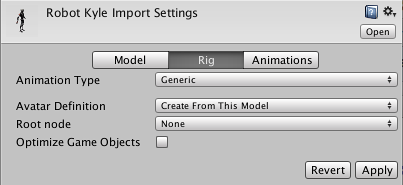 Robot Kyle Import Settings
Open
Model Rig Animations
Animation Type Generic
Avatar Definition Create From This Model
Root node None
Optimize Game Objects
Revert Apply